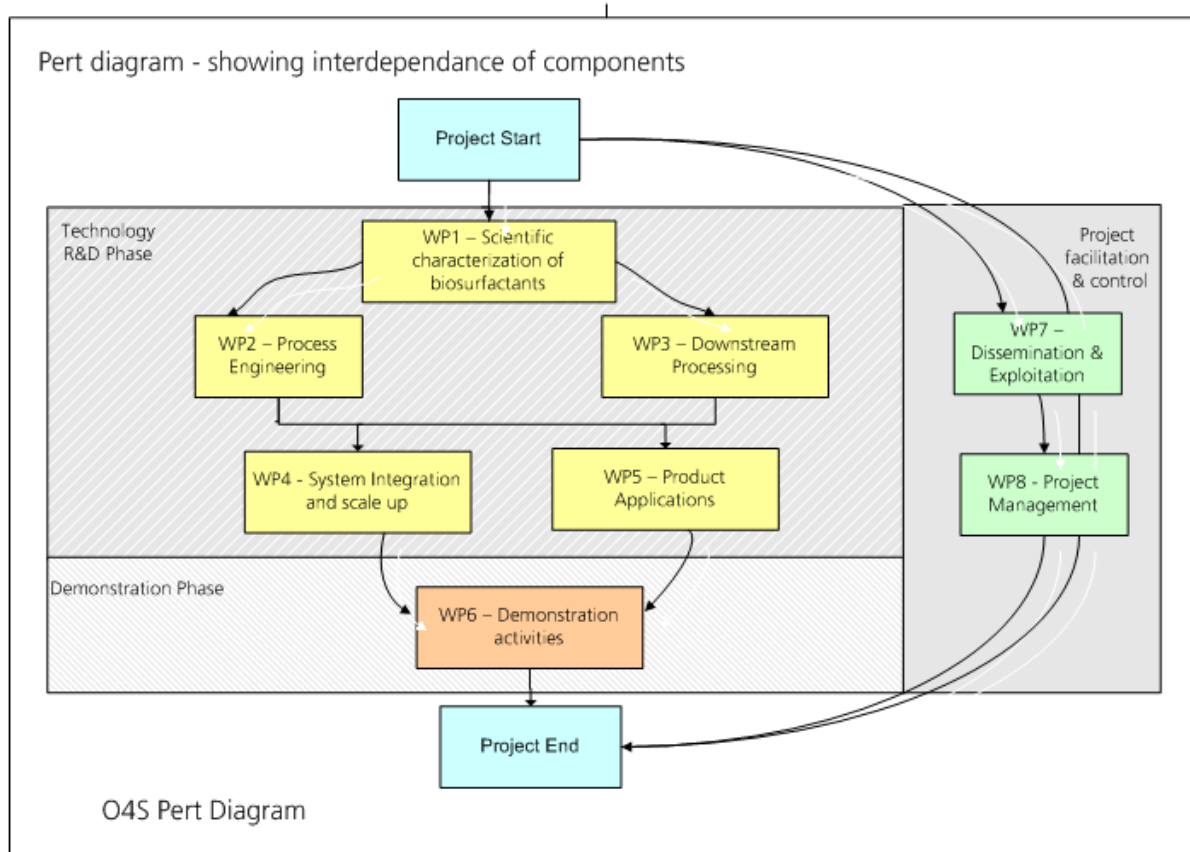 Pert diagram - showing interdependance of components
Project Start
Technology
R&D Phase
Project
facilitation
& control
WP1 – Scientific
characterization of
biosurfactants
WP2 – Process
Engineering
WP3 – Downstream
Processing
WP7 –
Dissemination &
Exploitation
WP4 - System Integration
and scale up
WP5 – Product
Applications
WP8 - Project
Management
Demonstration Phase
WP6 – Demonstration
activities
Project End
O4S Pert Diagram